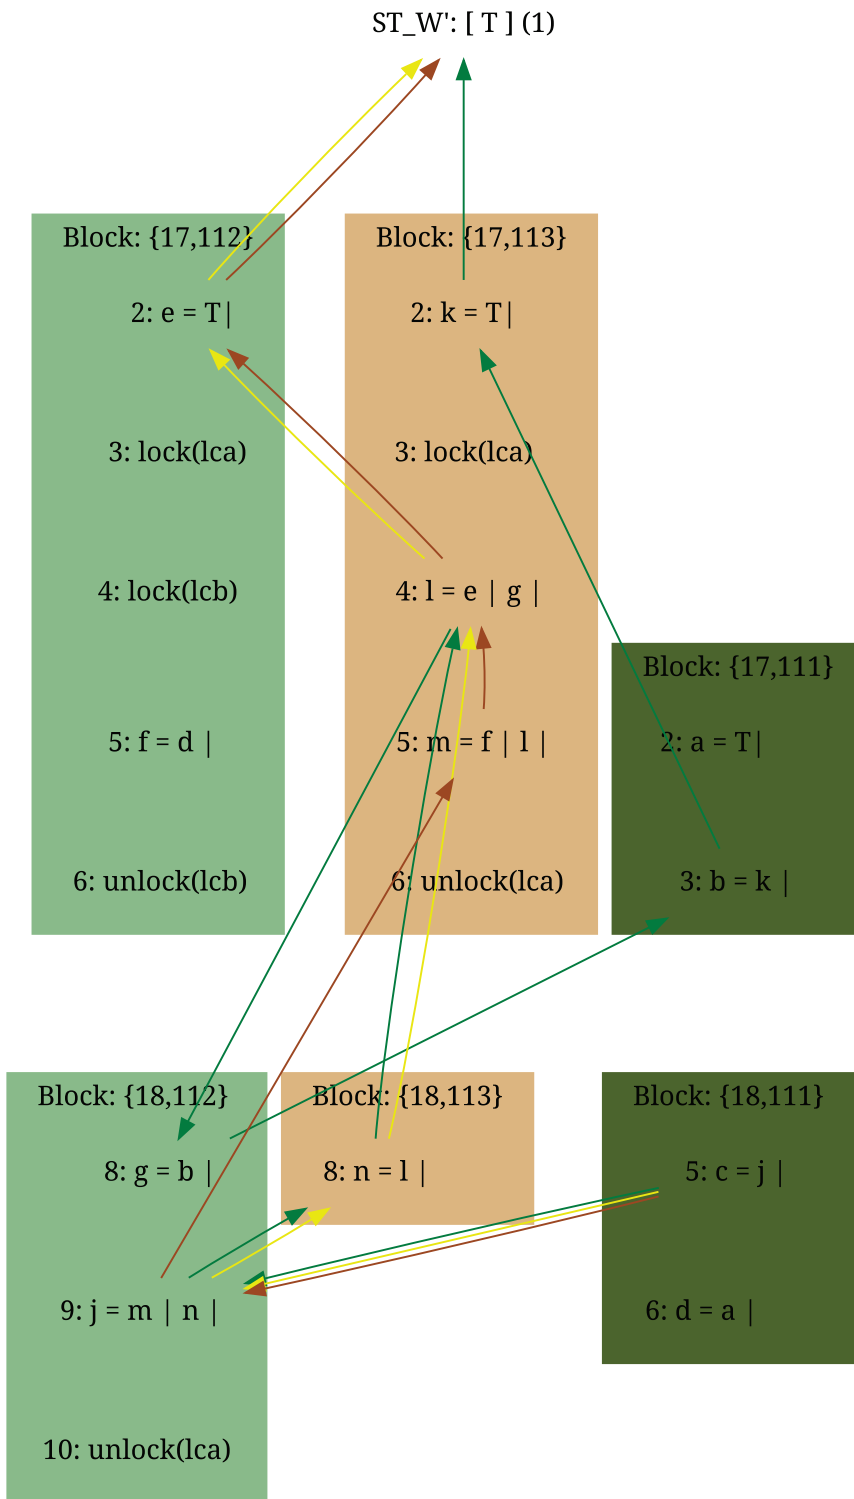 ST_W': [ T ] (1)
Block: {17,112}
2: e = T|
3: lock(lca)
4: lock(lcb)
5: f = d |
6: unlock(lcb)
Block: {17,113}
2: k = T|
3: lock(lca)
4: l = e | g |
5: m = f | l |
6: unlock(lca)
Block: {17,111}
2: a = T|
3: b = k |
Block: {18,112}
8: g = b |
9: j = m | n |
10: unlock(lca)
Block: {18,113}
8: n = l |
Block: {18,111}
5: c = j |
6: d = a |